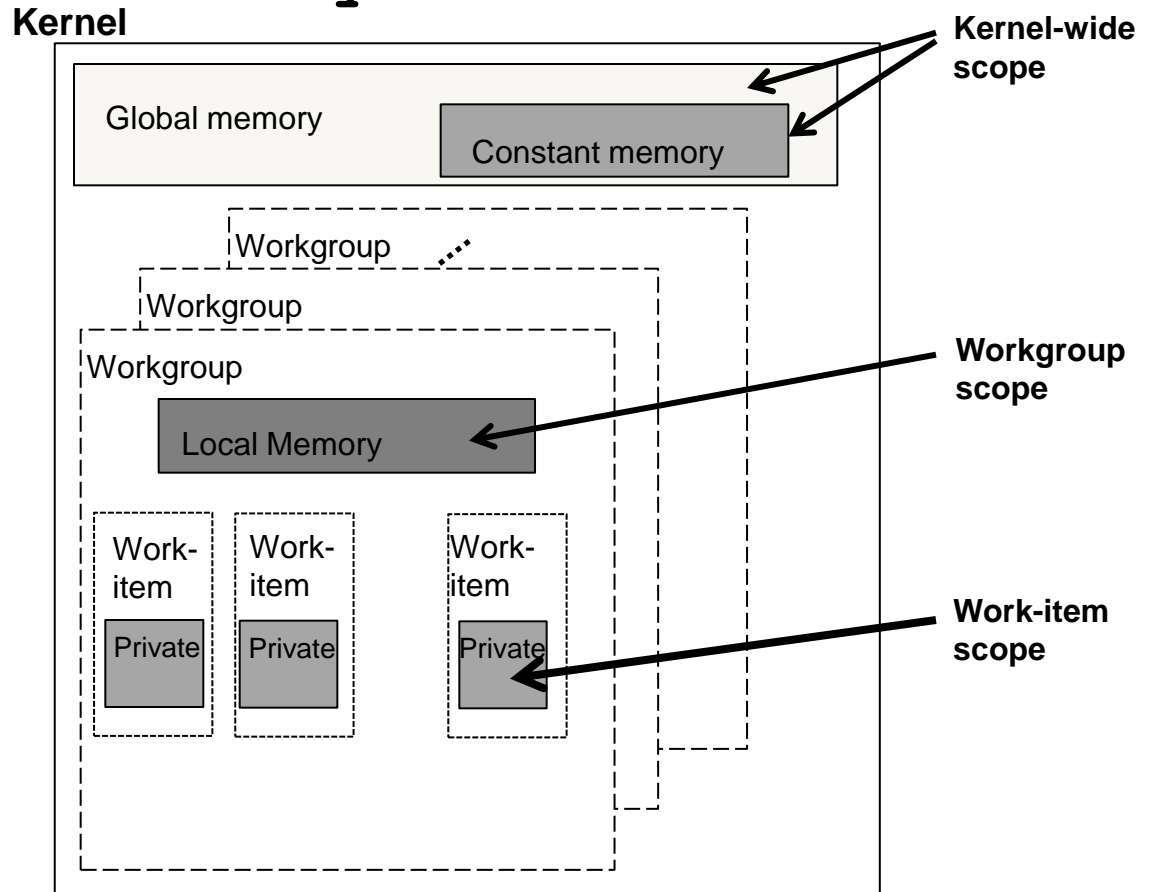 Kernel
Kernel-wide
scope
Global memory
Constant memory
Workgroup
Workgroup
Workgroup
Workgroup
scope
Local Memory
Work-
item
Work-
item
Work-
item
Private
Private
Private
Work-item
scope